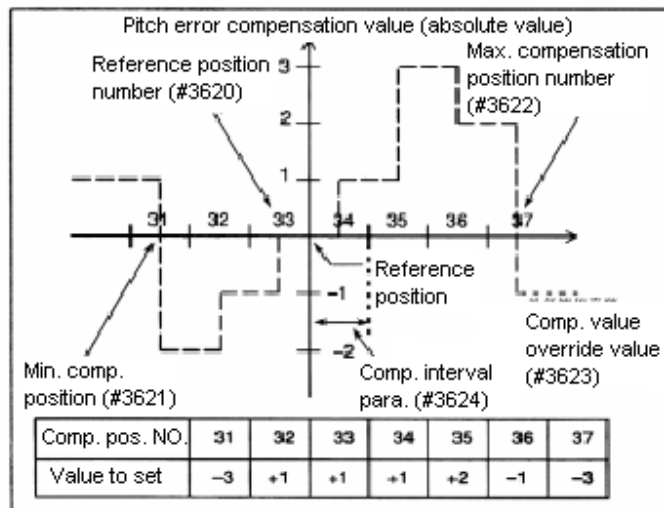 Pitch error compensation value (absolute value)
Reference position
number (#3620)
Max. compensation
position number
(#3622)
3
2
1
31 32 33 34 35 36 37
Reference
position
-1
-2
Min. comp.
position (#3621)
Comp. interval
para. (#3624)
Comp. value
override value
(#3623)
Comp. pos. NO. 31 32 33 34 35 36 37
Value to set -3 +1 +1 +1 +2 -1 -3